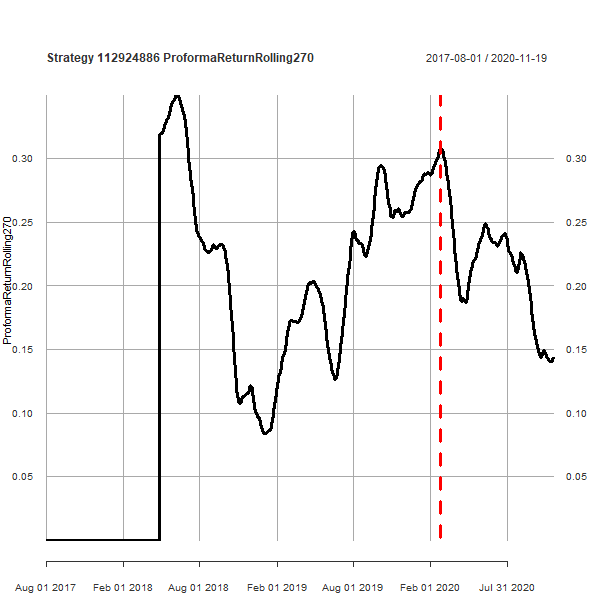 Strategy 112924886 ProformaReturnRolling270
2017-08-01 / 2020-11-19
ProformaReturnRolling270
0.30 0.30
0.25 0.25
0.20 0.20
0.15 0.15
0.10 0.10
0.05 0.05
Aug 01 2017 Feb 01 2018 Aug 01 2018 Feb 01 2019 Aug 01 2019 Feb 01 2020 Jul 31 2020